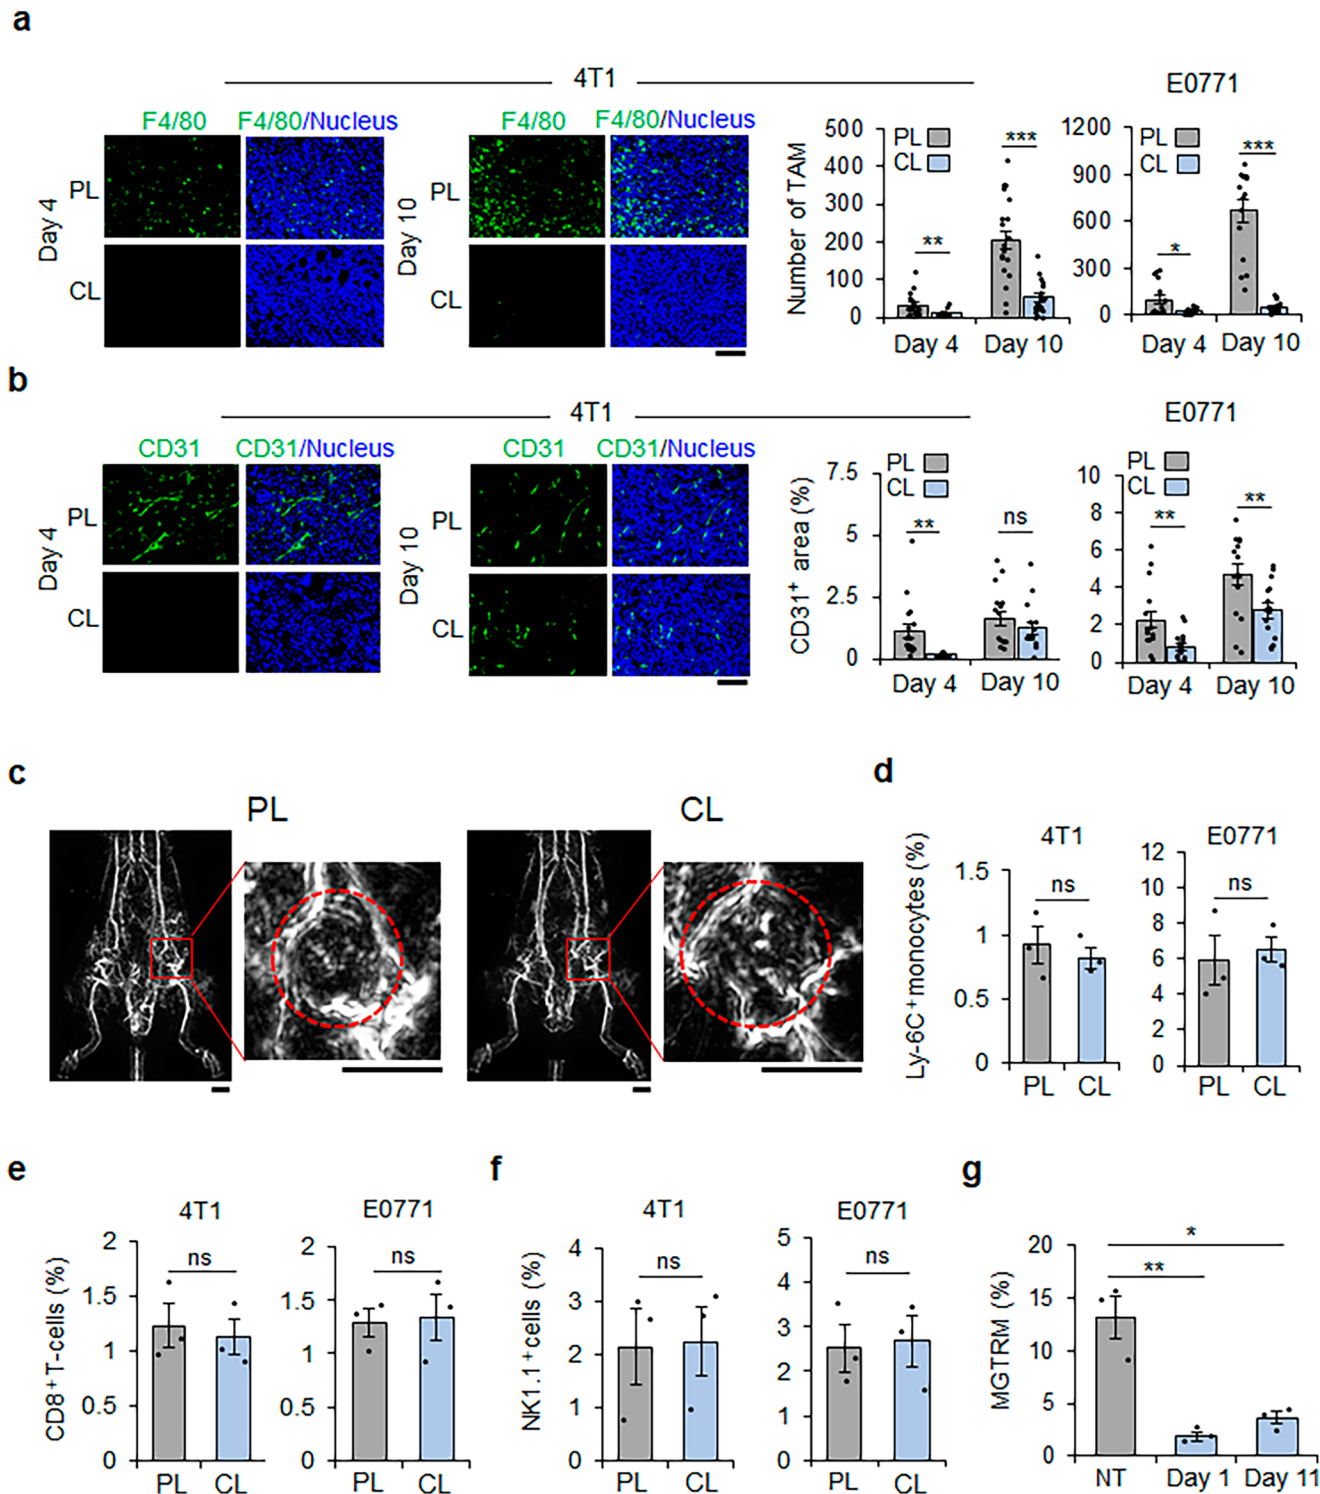 a
4T1
E0771
F4/80 F4/80/Nucleus
F4/80 F4/80/Nucleus
Day 4
PL
CL
Day 10
PL
CL
Number of TAM
500
400
300
200
100
0
PL
CL
**
***
Day 4 Day 10
1200
900
600
300
0
PL
CL
*
***
Day 4 Day 10
b
4T1
E0771
CD31 CD31/Nucleus
CD31 CD31/Nucleus
Day 4
PL
CL
Day 10
PL
CL
CD31+ area (%)
7.5
5
2.5
0
PL
CL
**
ns
Day 4 Day 10
10
8
6
4
2
0
PL
CL
**
**
Day 4 Day 10
c
PL
CL
d
4T1
E0771
Ly-6C+ monocytes (%)
1.5
1
0.5
0
ns
PL CL
12
10
8
6
4
2
0
ns
PL CL
e
4T1
E0771
CD8+T-cells (%)
2
1.5
1
0.5
0
ns
PL CL
2
1.5
1
0.5
0
ns
PL CL
f
4T1
E0771
NK1.1+cells (%)
4
3
2
1
0
ns
PL CL
5
4
3
2
1
0
ns
PL CL
g
MGTRM (%)
20
15
10
5
0
*
**
NT Day 1 Day 11